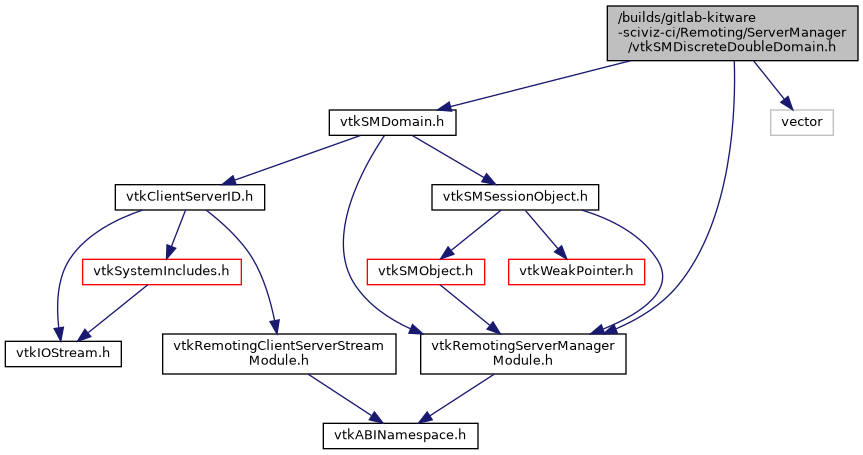 /builds/gitlab-kitware
-sciviz-ci/Remoting/ServerManager
/vtkSMDiscreteDoubleDomain.h
vtkSMDomain.h
vector
vtkClientServerID.h
vtkSMSessionObject.h
vtkSystemIncludes.h
vtkSMObject.h
vtkWeakPointer.h
vtkIOStream.h
vtkRemotingClientServerStream
Module.h
vtkRemotingServerManager
Module.h
vtkABINamespace.h